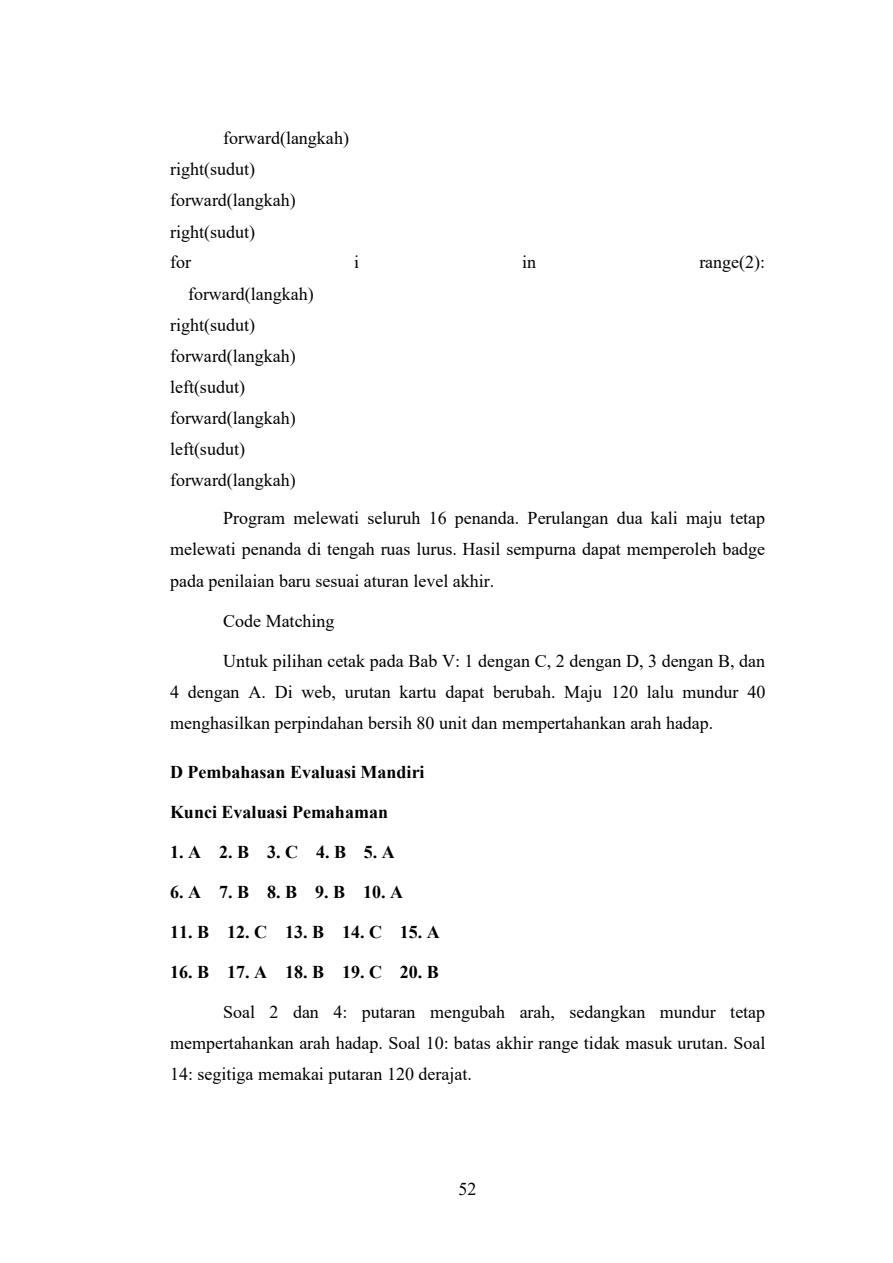 forward(langkah)
right(sudut)
forward(langkah)
right(sudut)
for i in range(2):
forward(langkah)
right(sudut)
forward(langkah)
left(sudut)
forward(langkah)
left(sudut)
forward(langkah)
Program melewati seluruh 16 penanda. Perulangan dua kali maju tetap
melewati penanda di tengah ruas lurus. Hasil sempurna dapat memperoleh badge
pada penilaian baru sesuai aturan level akhir.
Code Matching
Untuk pilihan cetak pada Bab V: 1 dengan C, 2 dengan D, 3 dengan B, dan
4 dengan A. Di web, urutan kartu dapat berubah. Maju 120 lalu mundur 40
menghasilkan perpindahan bersih 80 unit dan mempertahankan arah hadap.
D Pembahasan Evaluasi Mandiri
Kunci Evaluasi Pemahaman
1. A 2. B 3. C 4. B 5. A
6. A 7. B 8. B 9. B 10. A
11. B 12. C 13. B 14. C 15. A
16. B 17. A 18. B 19. C 20. B
Soal 2 dan 4: putaran mengubah arah, sedangkan mundur tetap
mempertahankan arah hadap. Soal 10: batas akhir range tidak masuk urutan. Soal
14: segitiga memakai putaran 120 derajat.
52